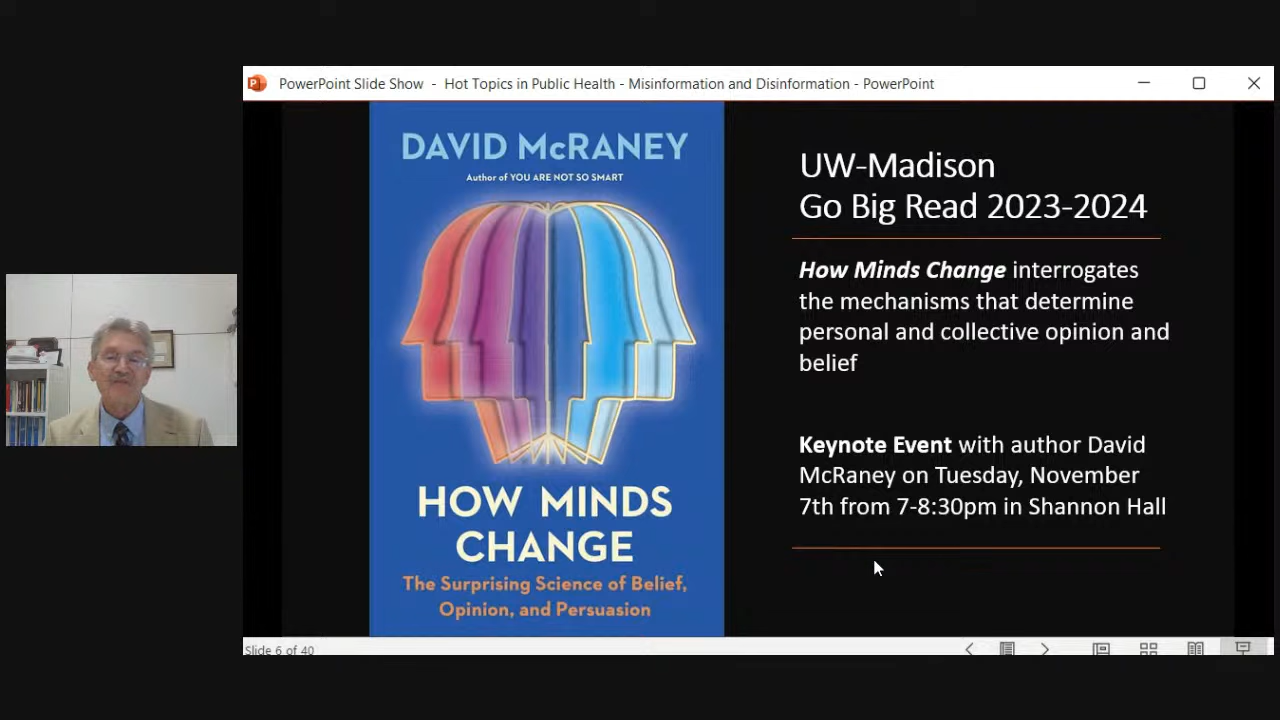 PowerPoint Slide Show - Hot Topics in Public Health - Misinformation and Disinformation - PowerPoint
DAVID McRANEY
Author of YOU ARE NOT SO SMART
HOW MINDS
CHANGE
The Surprising Science of Belief,
Opinion, and Persuasion
UW-Madison
Go Big Read 2023-2024
How Minds Change interrogates
the mechanisms that determine
personal and collective opinion and
belief
Keynote Event with author David
McRaney on Tuesday, November
7th from 7-8:30pm in Shannon Hall
Slide 6 of 40